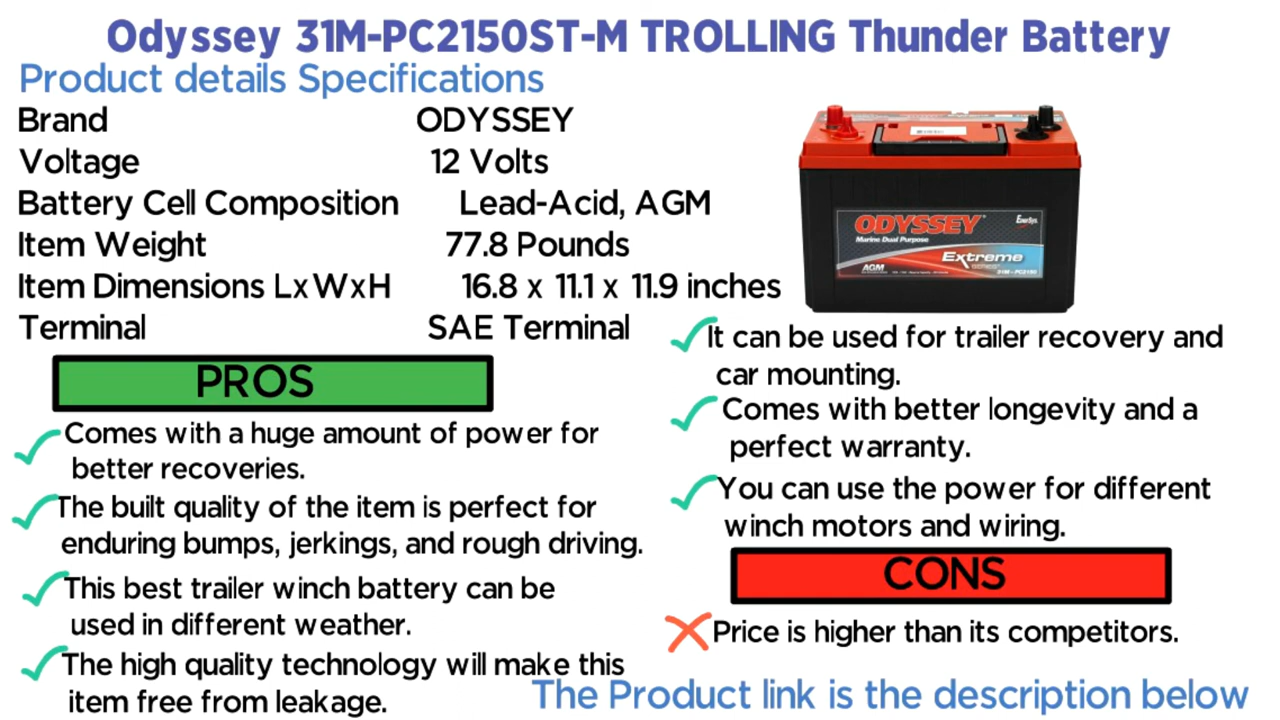 Odyssey 31M-PC2150ST-M TROLLING Thunder Battery
Product details Specifications
Brand ODYSSEY
Voltage 12 Volts
Battery Cell Composition Lead-Acid, AGM
Item Weight 77.8 Pounds
Item Dimensions LxWxH 16.8 x 11.1 x 11.9 inches
Terminal SAE Terminal
ODYSSEY
EnerSys
Marine Dual Purpose
Extreme
AGM
31M - PC2150
PROS
Comes with a huge amount of power for
better recoveries.
The built quality of the item is perfect for
enduring bumps, jerkings, and rough driving.
This best trailer winch battery can be
used in different weather.
The high quality technology will make this
item free from leakage.
It can be used for trailer recovery and
car mounting.
Comes with better longevity and a
perfect warranty.
You can use the power for different
winch motors and wiring.
CONS
Price is higher than its competitors.
The Product link is the description below